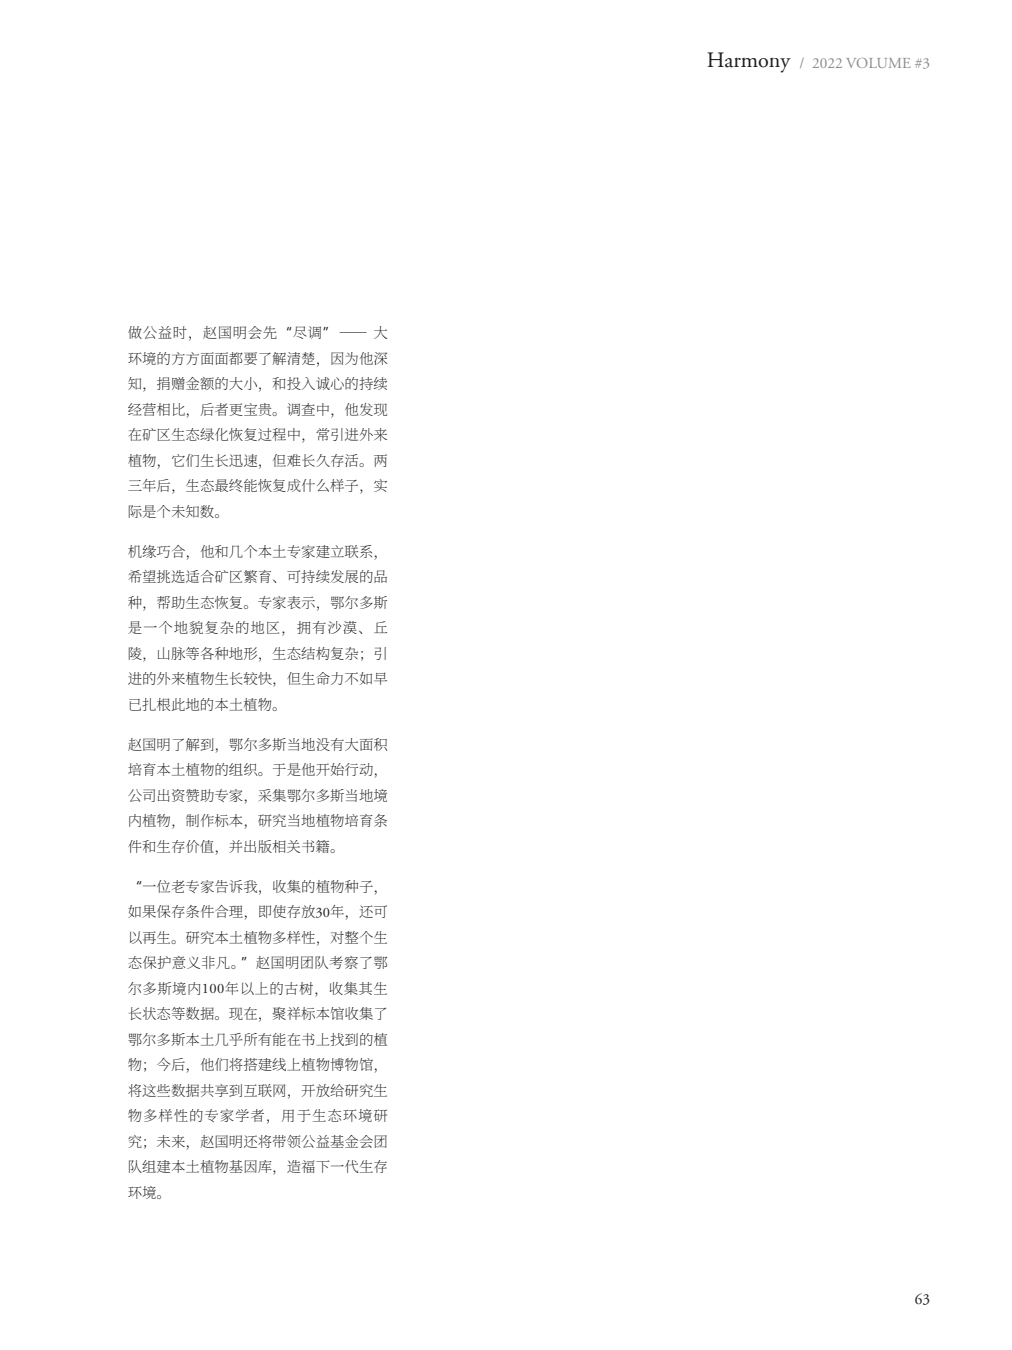 Harmony / 2022 VOLUME #3
做公益时，赵国明会先“尽调”—— 大
环境的方方面面都要了解清楚，因为他深
知，捐赠金额的大小，和投入诚心的持续
经营相比，后者更宝贵。调查中，他发现
在矿区生态绿化恢复过程中，常引进外来
植物，它们生长迅速，但难长久存活。两
三年后，生态最终能恢复成什么样子，实
际是个未知数。
机缘巧合，他和几个本土专家建立联系，
希望挑选适合矿区繁育、可持续发展的品
种，帮助生态恢复。专家表示，鄂尔多斯
是一个地貌复杂的地区，拥有沙漠、丘
陵，山脉等各种地形，生态结构复杂；引
进的外来植物生长较快，但生命力不如早
已扎根此地的本土植物。
赵国明了解到，鄂尔多斯当地没有大面积
培育本土植物的组织。于是他开始行动，
公司出资赞助专家，采集鄂尔多斯当地境
内植物，制作标本，研究当地植物培育条
件和生存价值，并出版相关书籍。
“一位老专家告诉我，收集的植物种子，
如果保存条件合理，即使存放30年，还可
以再生。研究本土植物多样性，对整个生
态保护意义非凡。”赵国明团队考察了鄂
尔多斯境内100年以上的古树，收集其生
长状态等数据。现在，聚祥标本馆收集了
鄂尔多斯本土几乎所有能在书上找到的植
物；今后，他们将搭建线上植物博物馆，
将这些数据共享到互联网，开放给研究生
物多样性的专家学者，用于生态环境研
究；未来，赵国明还将带领公益基金会团
队组建本土植物基因库，造福下一代生存
环境。
63